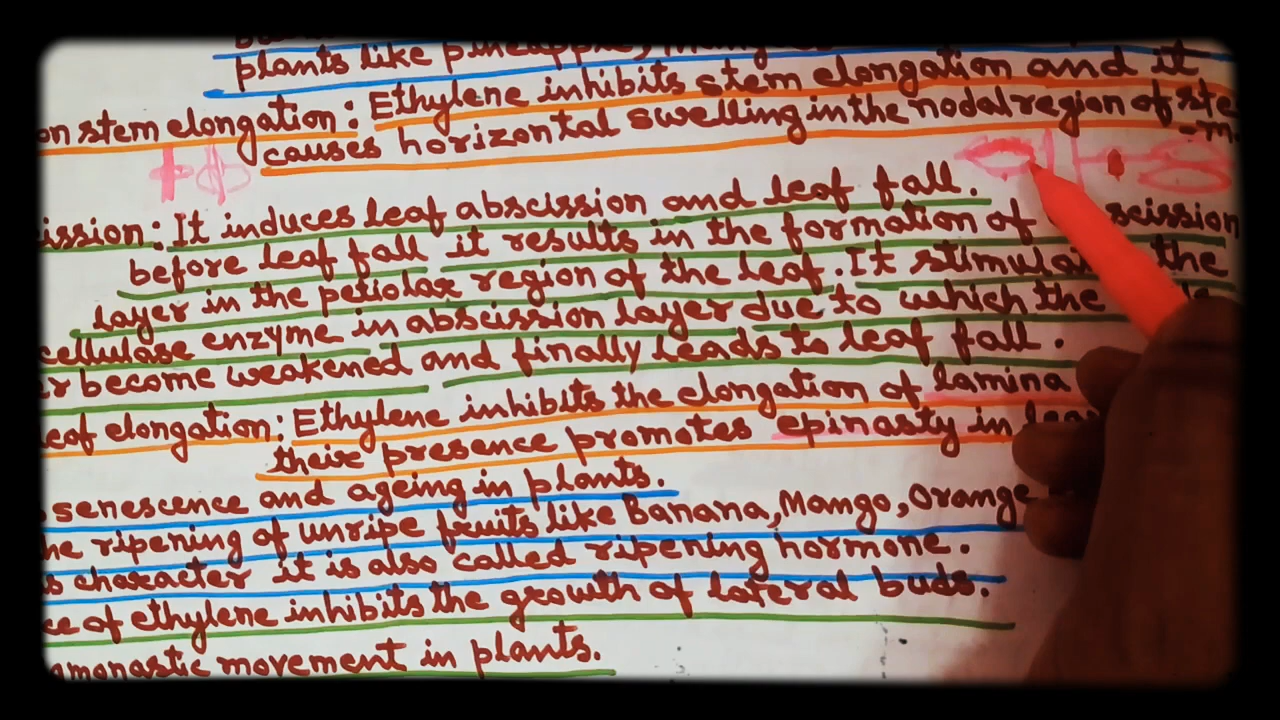 plants like pineapple,
on stem elongation: Ethylene inhibits stem elongation and it
causes horizontal swelling in the nodal region of ste
-m.
ission: It induces leaf abscission and leaf fall.
before leaf fall it results in the formation of scission
layer in the petiolar region of the leaf. It stimulat the
cellulase enzyme in abscission layer due to which the
er become weakened and finally leads to leaf fall.
eaf elongation: Ethylene inhibits the elongation of lamina
their presence promotes epinasty in lea
senescence and ageing in plants.
he ripening of unripe fruits like Banana, Mango, Orange
s character it is also called ripening hormone.
ce of ethylene inhibits the growth of lateral buds.
amonastic movement in plants.